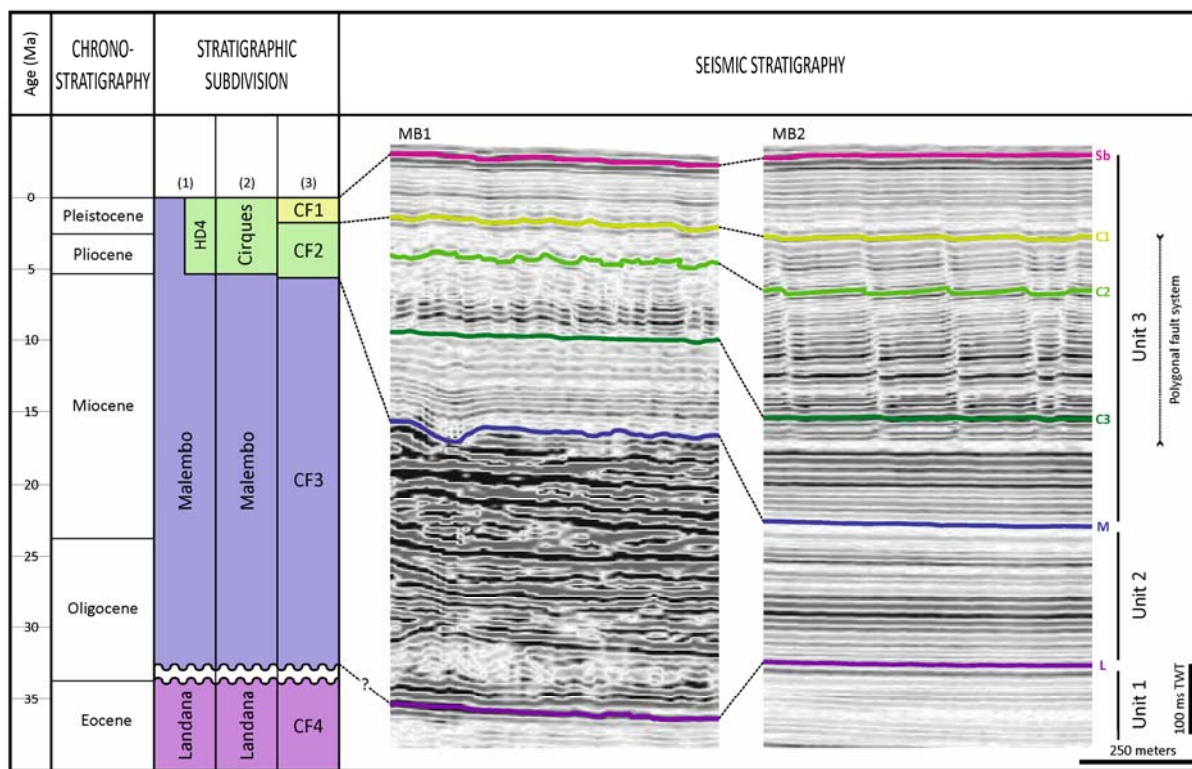 Age (Ma)
CHRONO-
STRATIGRAPHY
STRATIGRAPHIC
SUBDIVISION
SEISMIC STRATIGRAPHY
MB1
MB2
Sb
(1)
(2)
(3)
0
Pleistocene
HD4
Cirques
CF1
C1
Pliocene
CF2
5
C2
10
Unit 3
Polygonal fault system
Miocene
15
C3
Malembo
Malembo
CF3
20
M
25
Oligocene
Unit 2
30
L
?
35
Eocene
Landana
Landana
CF4
Unit 1
100 ms TWT
250 meters